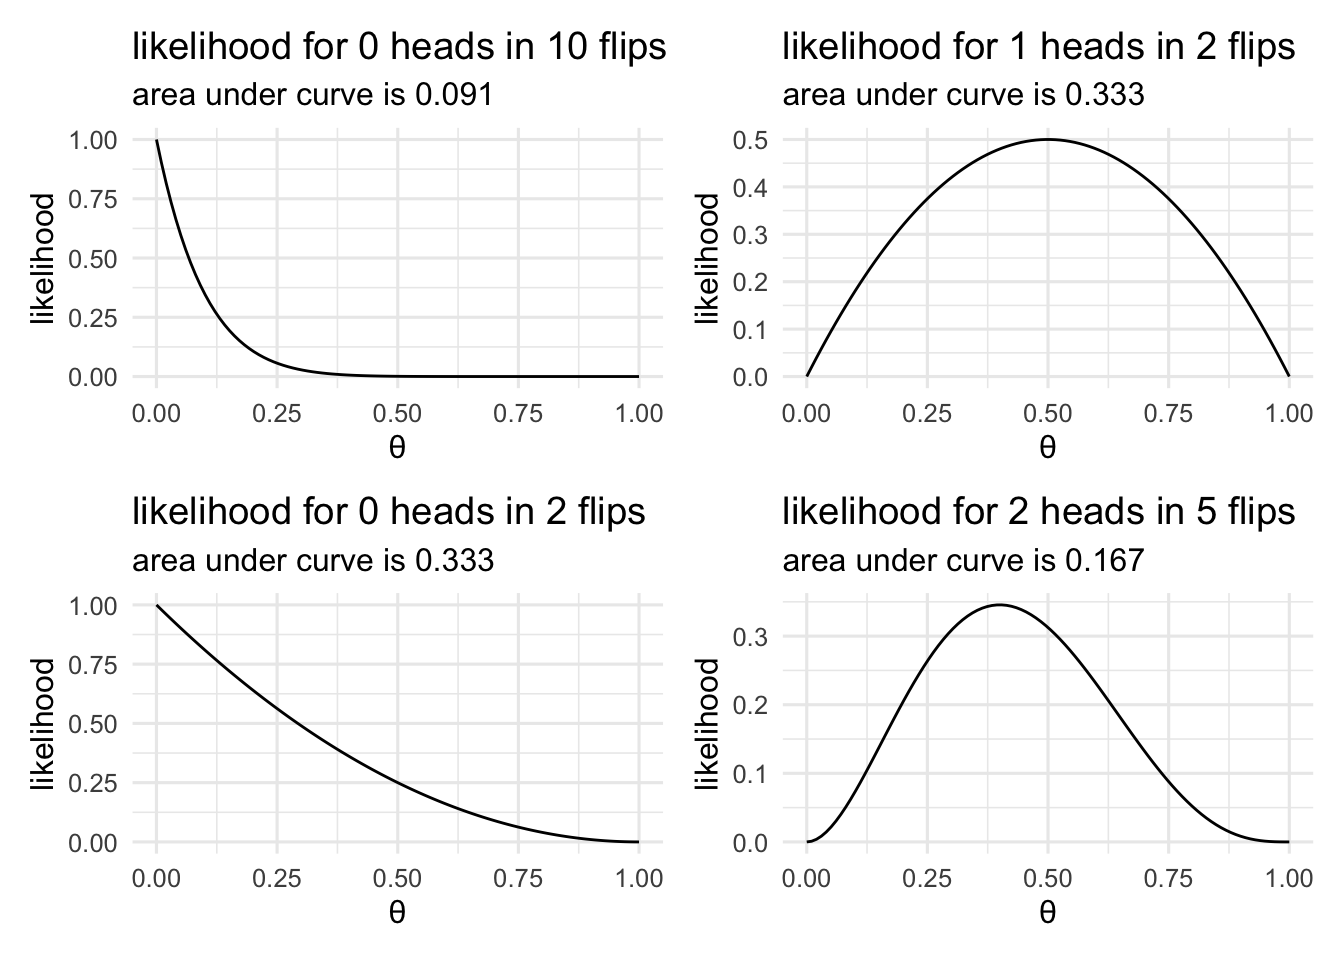 likelihood for 0 heads in 10 flips
area under curve is 0.091
1.00
0.75
0.50
0.25
0.00
likelihood
0.00 0.25 0.50 0.75 1.00
θ
likelihood for 1 heads in 2 flips
area under curve is 0.333
0.5
0.4
0.3
0.2
0.1
0.0
likelihood
0.00 0.25 0.50 0.75 1.00
θ
likelihood for 0 heads in 2 flips
area under curve is 0.333
1.00
0.75
0.50
0.25
0.00
likelihood
0.00 0.25 0.50 0.75 1.00
θ
likelihood for 2 heads in 5 flips
area under curve is 0.167
0.3
0.2
0.1
0.0
likelihood
0.00 0.25 0.50 0.75 1.00
θ